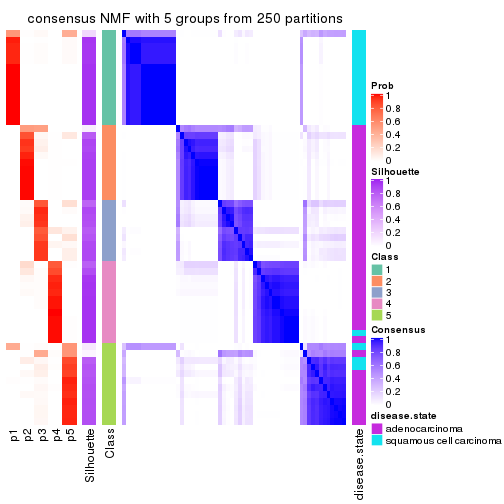 consensus NMF with 5 groups from 250 partitions
Prob
1
0.8
0.6
0.4
0.2
0
Silhouette
1
0.8
0.6
0.4
0.2
0
Class
1
2
3
4
5
Consensus
1
0.8
0.6
0.4
0.2
0
disease.state
adenocarcinoma
squamous cell carcinoma
p1
p2
p3
p4
p5
Silhouette
Class
disease.state